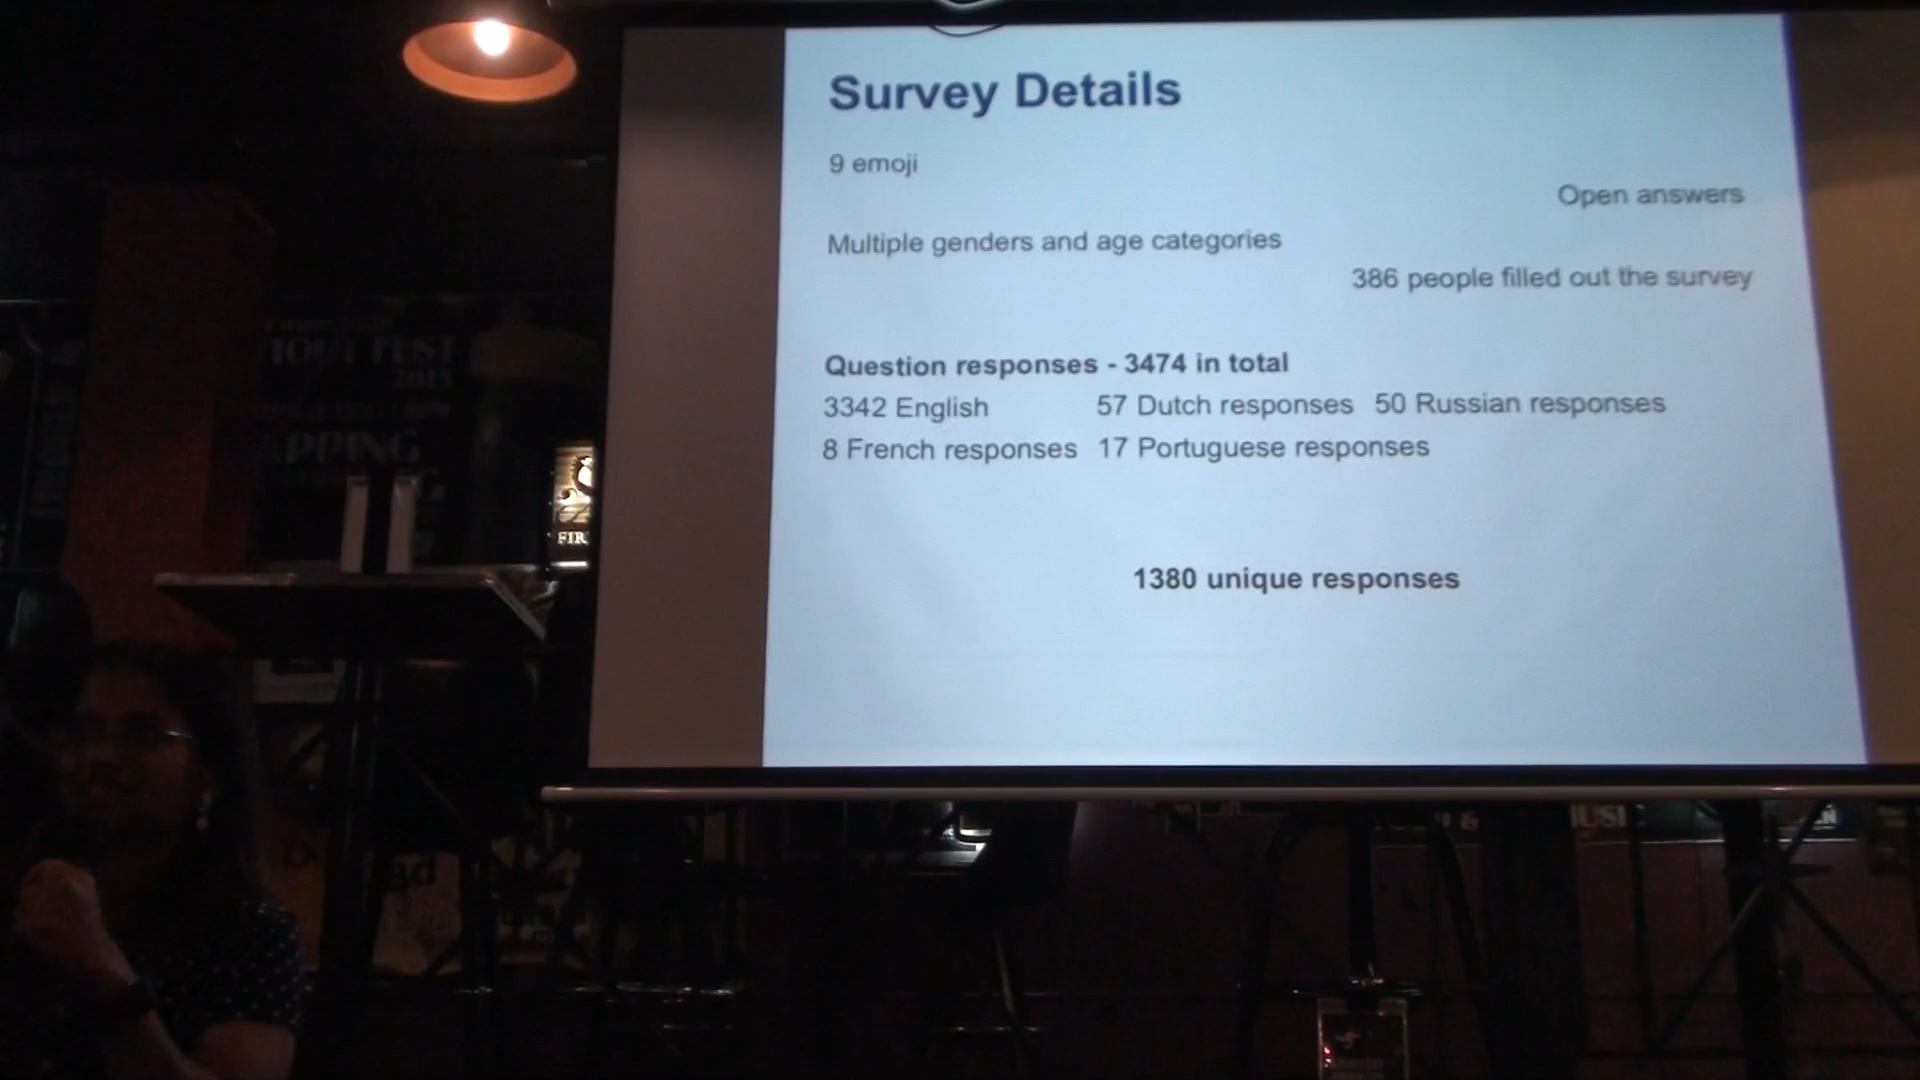 Survey Details
9 emoji
Open answers
Multiple genders and age categories
386 people filled out the survey
Question responses - 3474 in total
3342 English 57 Dutch responses 50 Russian responses
8 French responses 17 Portuguese responses
1380 unique responses
2015
FIR